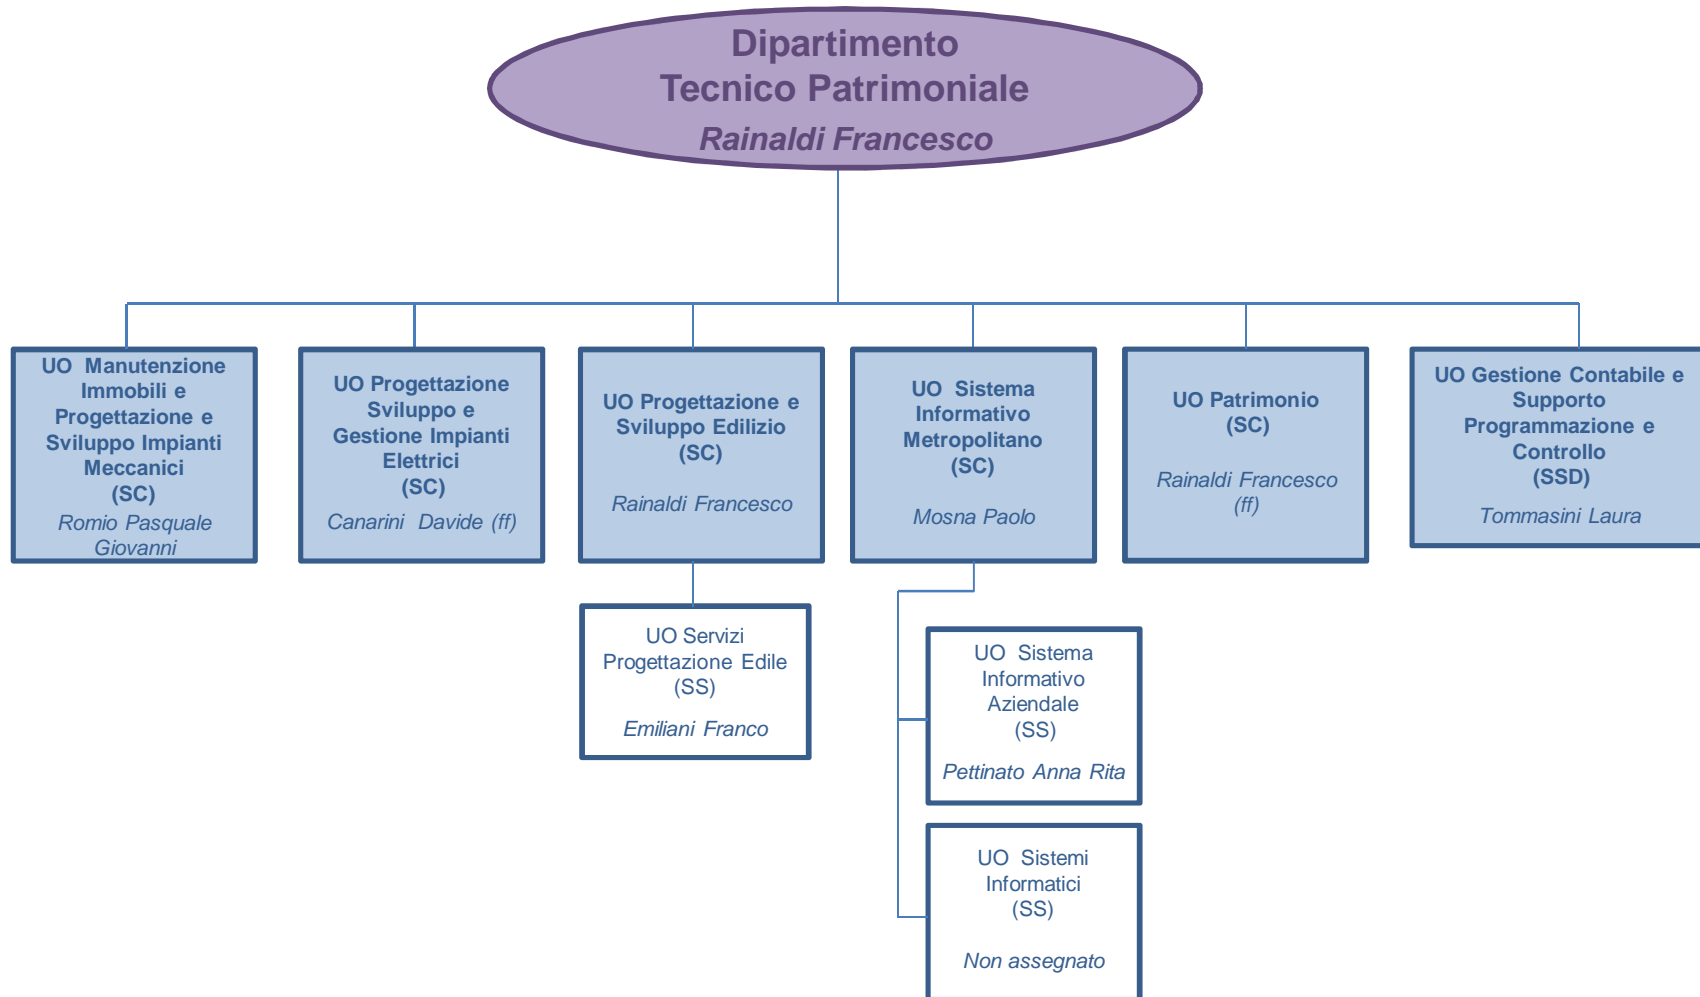 Dipartimento
Tecnico Patrimoniale
Rainaldi Francesco
UO Manutenzione
Immobili e
Progettazione e
Sviluppo Impianti
Meccanici
(SC)
Romio Pasquale
Giovanni
UO Progettazione
Sviluppo e
Gestione Impianti
Elettrici
(SC)
Canarini Davide (ff)
UO Progettazione e
Sviluppo Edilizio
(SC)
Rainaldi Francesco
UO Sistema
Informativo
Metropolitano
(SC)
Mosna Paolo
UO Patrimonio
(SC)
Rainaldi Francesco
(ff)
UO Gestione Contabile e
Supporto
Programmazione e
Controllo
(SSD)
Tommasini Laura
UO Servizi
Progettazione Edile
(SS)
Emiliani Franco
UO Sistema
Informativo
Aziendale
(SS)
Pettinato Anna Rita
UO Sistemi
Informatici
(SS)
Non assegnato